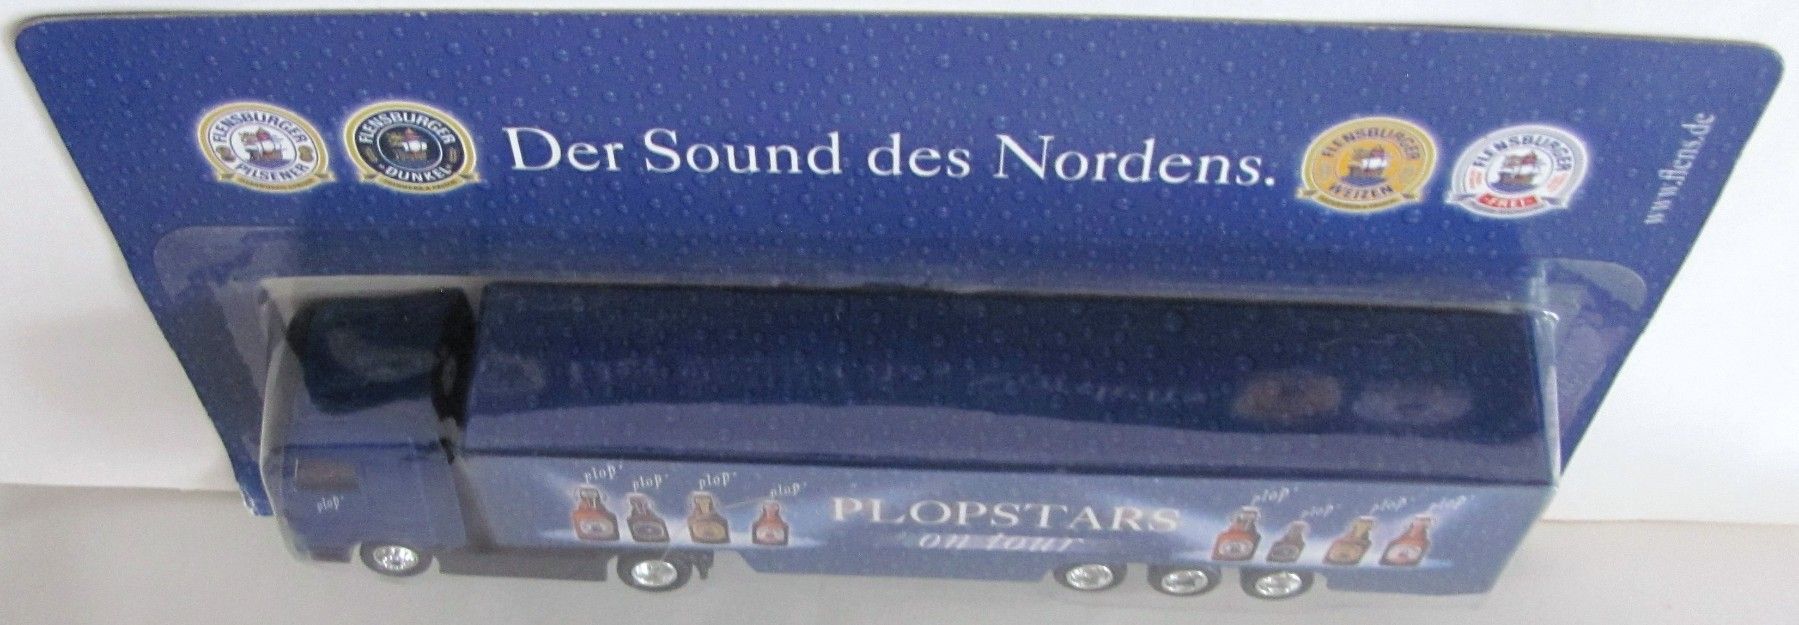 FLENSBURGER
PILSENER
FLENSBURGER
DUNKEL
Der Sound des Nordens.
FLENSBURGER
WEIZEN
FLENSBURGER
FREI
www.flens.de
plop'
plop'
plop'
plop'
plop'
PLOPSTARS
on tour
plop'
plop'
plop'
plop'